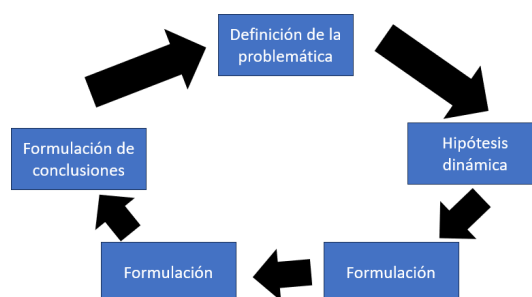 Definición de la
problemática
Hipótesis
dinámica
Formulación
Formulación
Formulación de
conclusiones